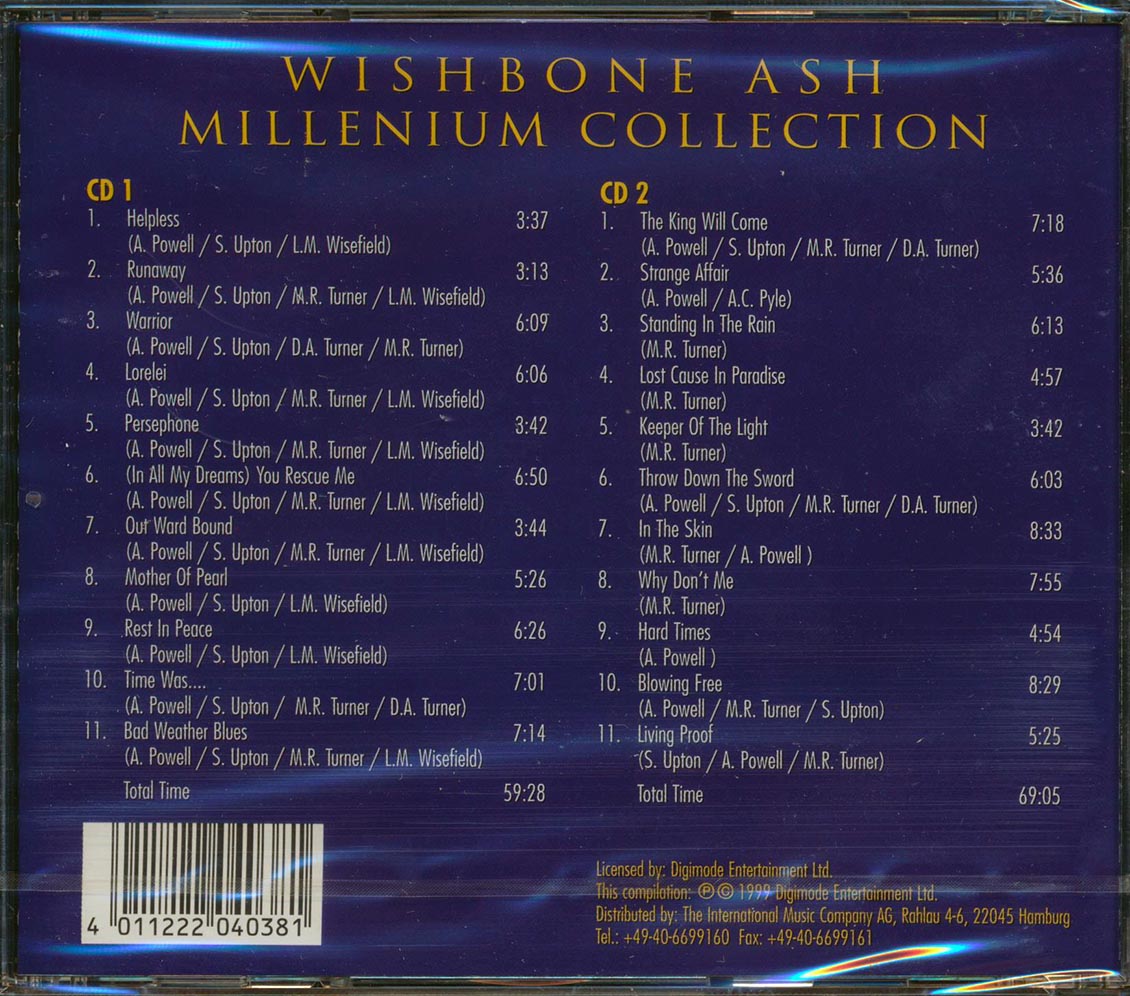 WISHBONE ASH
MILLENIUM COLLECTION
CD 1
1. Helpless 3:37
(A. Powell / S. Upton / L.M. Wisefield)
2. Runaway 3:13
(A. Powell / S. Upton / M.R. Turner / L.M. Wisefield)
3. Warrior 6:09
(A. Powell / S. Upton / D.A. Turner / M.R. Turner)
4. Lorelei 6:06
(A. Powell / S. Upton / M.R. Turner / L.M. Wisefield)
5. Persephone 3:42
(A. Powell / S. Upton / M.R. Turner / L.M. Wisefield)
6. (In All My Dreams) You Rescue Me 6:50
(A. Powell / S. Upton / M.R. Turner / L.M. Wisefield)
7. Out Ward Bound 3:44
(A. Powell / S. Upton / M.R. Turner / L.M. Wisefield)
8. Mother Of Pearl 5:26
(A. Powell / S. Upton / L.M. Wisefield)
9. Rest In Peace 6:26
(A. Powell / S. Upton / L.M. Wisefield)
10. Time Was.... 7:01
(A. Powell / S. Upton / M.R. Turner / D.A. Turner)
11. Bad Weather Blues 7:14
(A. Powell / S. Upton / M.R. Turner / L.M. Wisefield)
Total Time 59:28
CD 2
1. The King Will Come 7:18
(A. Powell / S. Upton / M.R. Turner / D.A. Turner)
2. Strange Affair 5:36
(A. Powell / A.C. Pyle)
3. Standing In The Rain 6:13
(M.R. Turner)
4. Lost Cause In Paradise 4:57
(M.R. Turner)
5. Keeper Of The Light 3:42
(M.R. Turner)
6. Throw Down The Sword 6:03
(A. Powell / S. Upton / M.R. Turner / D.A. Turner)
7. In The Skin 8:33
(M.R. Turner / A. Powell )
8. Why Don't Me 7:55
(M.R. Turner)
9. Hard Times 4:54
(A. Powell )
10. Blowing Free 8:29
(A. Powell / M.R. Turner / S. Upton)
11. Living Proof 5:25
(S. Upton / A. Powell / M.R. Turner)
Total Time 69:05
4 011222 040381
Licensed by: Digimode Entertainment Ltd.
This compilation: ℗© 1999 Digimode Entertainment Ltd.
Distributed by: The International Music Company AG, Rahlau 4-6, 22045 Hamburg
Tel.: +49-40-6699160 Fax: +49-40-6699161